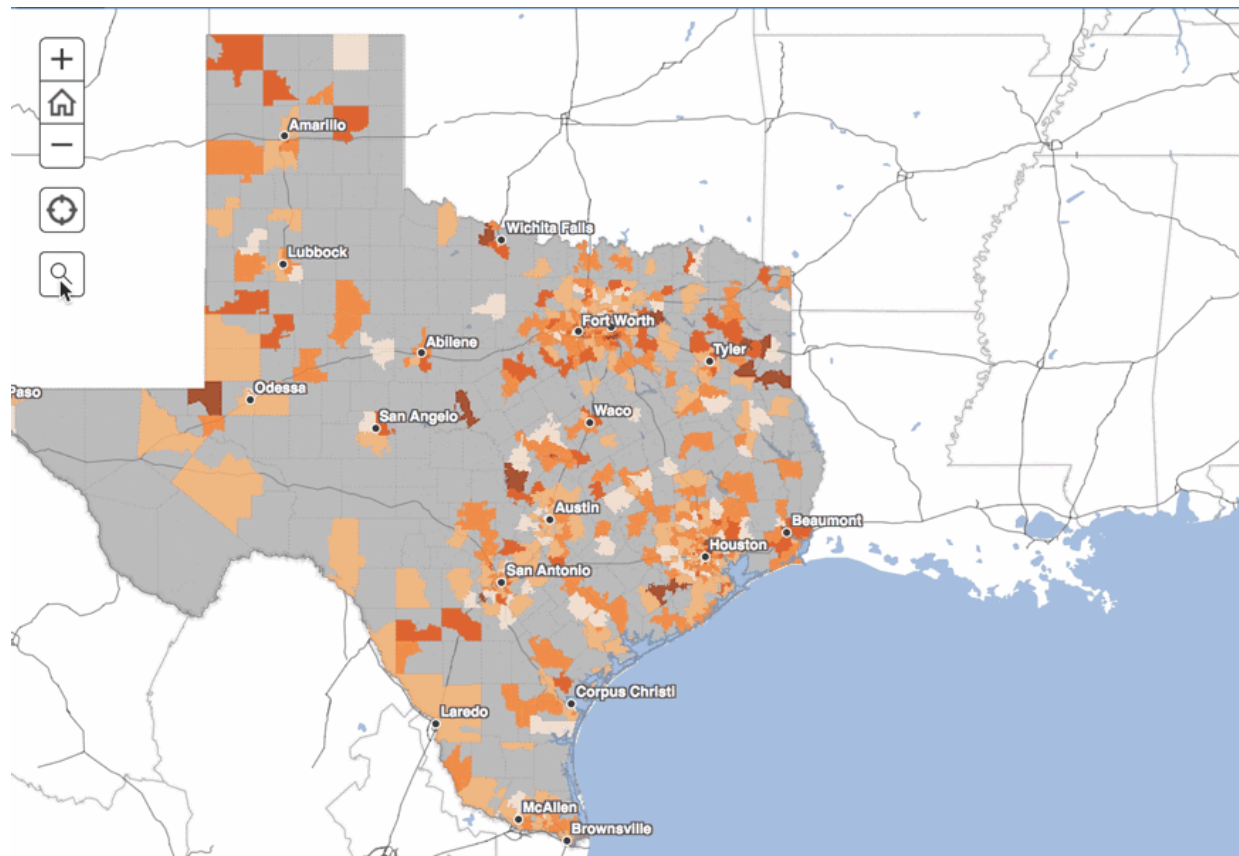 Amarillo
Wichita Falls
Lubbock
Fort Worth
Abilene
Tyler
Paso
Odessa
San Angelo
Waco
Austin
Beaumont
Houston
San Antonio
Corpus Christi
Laredo
McAllen
Brownsville